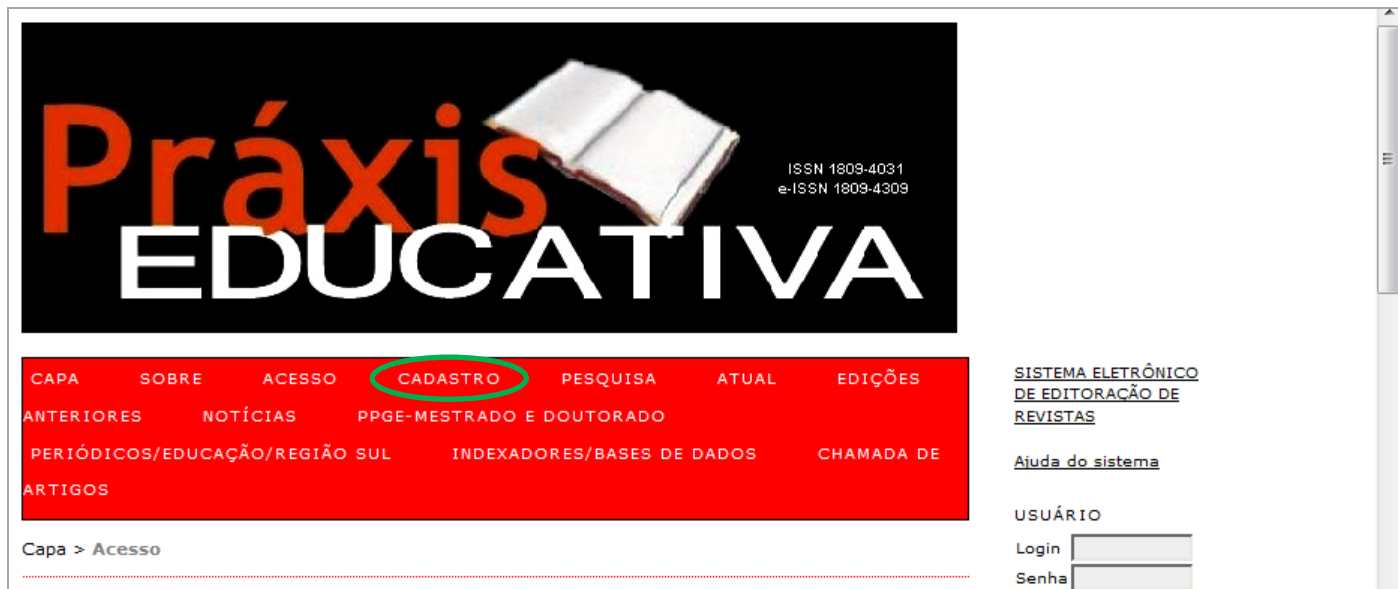 Práxis
EDUCATIVA
ISSN 1809-4031
e-ISSN 1809-4309
CAPA SOBRE ACESSO CADASTRO PESQUISA ATUAL EDIÇÕES
ANTERIORES NOTÍCIAS PPGE-MESTRADO E DOUTORADO
PERIÓDICOS/EDUCAÇÃO/REGIÃO SUL INDEXADORES/BASES DE DADOS CHAMADA DE
ARTIGOS
Capa > Acesso
SISTEMA ELETRÔNICO
DE EDITORAÇÃO DE
REVISTAS
Ajuda do sistema
USUÁRIO
Login
Senha